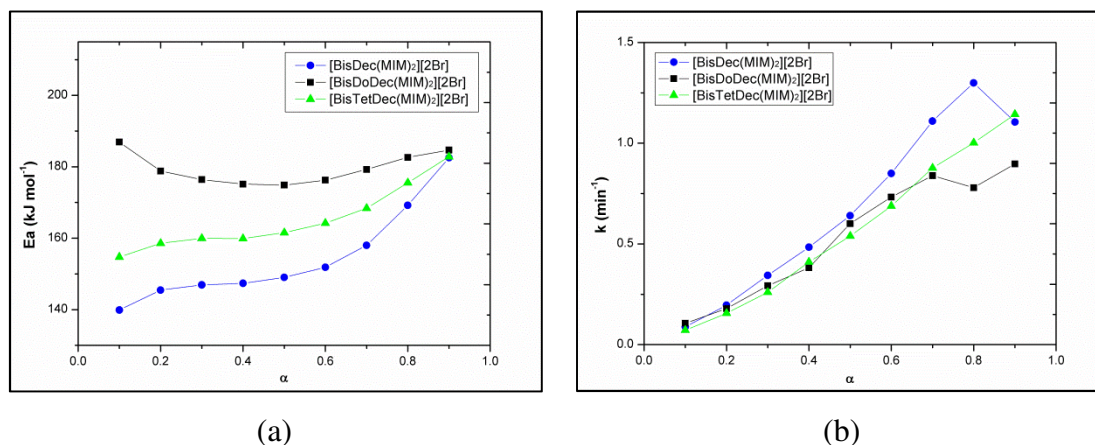 [BisDec(MIM)₂][2Br]
[BisDoDec(MIM)₂][2Br]
[BisTetDec(MIM)₂][2Br]
Ea (kJ mol⁻¹)
200
180
160
140
0.0 0.2 0.4 0.6 0.8 1.0
α
(a)
[BisDec(MIM)₂][2Br]
[BisDoDec(MIM)₂][2Br]
[BisTetDec(MIM)₂][2Br]
k (min⁻¹)
1.5
1.0
0.5
0.0
0.0 0.2 0.4 0.6 0.8 1.0
α
(b)